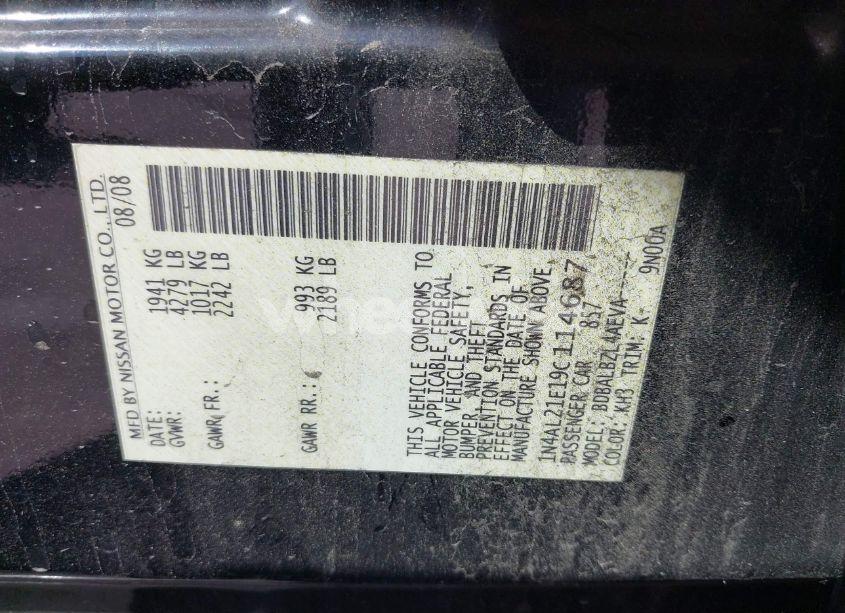 MFD BY NISSAN MOTOR CO., LTD.
DATE: 08/08
GVWR: 1941 KG
4279 LB
GAWR FR.: 1017 KG
2242 LB
GAWR RR.: 993 KG
2189 LB
THIS VEHICLE CONFORMS TO
ALL APPLICABLE FEDERAL
MOTOR VEHICLE SAFETY,
BUMPER, AND THEFT
PREVENTION STANDARDS IN
EFFECT ON THE DATE OF
MANUFACTURE SHOWN ABOVE.
1N4AL21E19C114687
PASSENGER CAR 857
MODEL: BDBALBZL4AEVA-----
COLOR: KH3 TRIM: K 9N00A